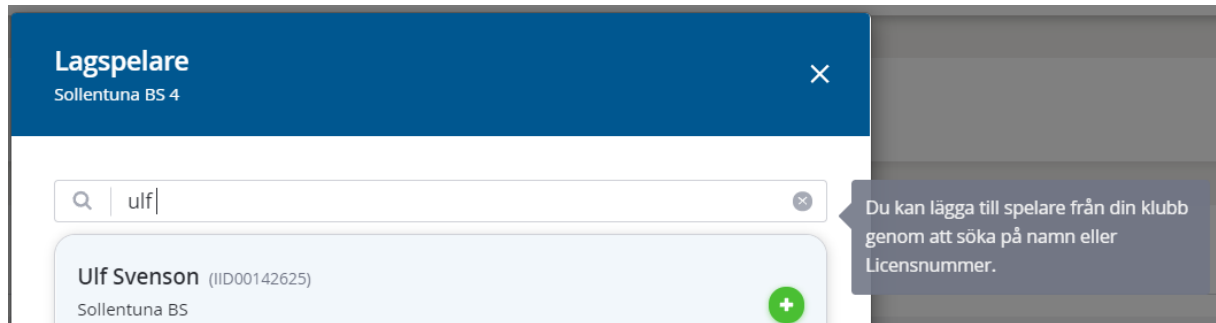 Lagspelare
Sollentuna BS 4
ulf
Du kan lägga till spelare från din klubb
genom att söka på namn eller
Licensnummer.
Ulf Svenson (IID00142625)
Sollentuna BS